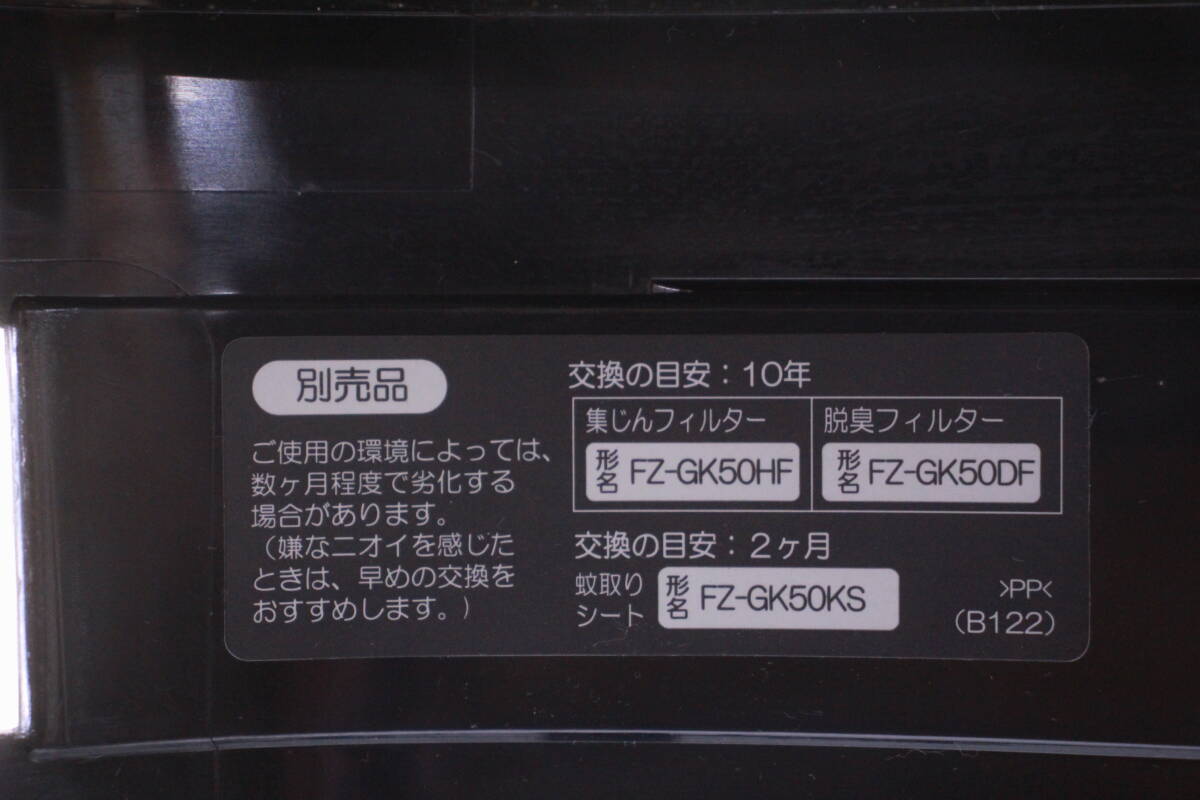 別売品
ご使用の環境によっては、
数ヶ月程度で劣化する
場合があります。
（嫌なニオイを感じた
ときは、早めの交換を
おすすめします。）
交換の目安：10年
集じんフィルター
形名 FZ-GK50HF
脱臭フィルター
形名 FZ-GK50DF
交換の目安：2ヶ月
蚊取り
シート
形名 FZ-GK50KS
>PP<
(B122)